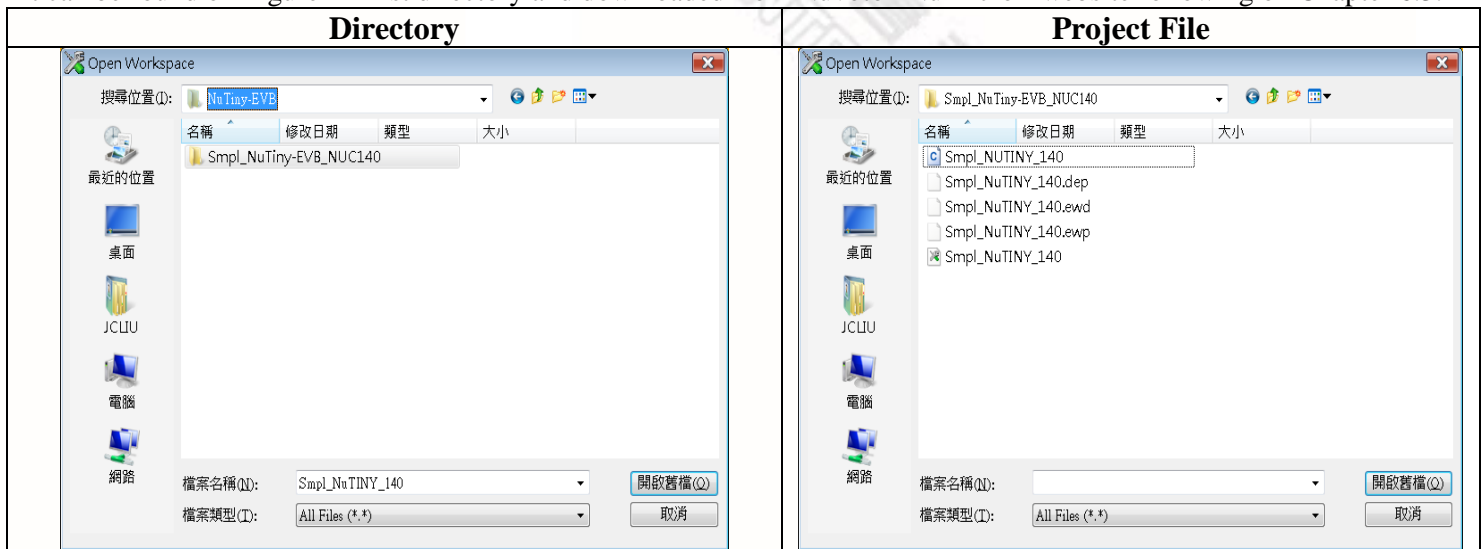 Directory
Project File
Open Workspace
搜尋位置(I):
NuTiny-EVB
名稱
修改日期
類型
大小
Smpl_NuTiny-EVB_NUC140
最近的位置
桌面
JCLIU
電腦
網路
檔案名稱(N):
Smpl_NuTINY_140
開啟舊檔(O)
檔案類型(T):
All Files (*.*)
取消
Open Workspace
搜尋位置(I):
Smpl_NuTiny-EVB_NUC140
名稱
修改日期
類型
大小
Smpl_NUTINY_140
Smpl_NuTINY_140.dep
Smpl_NuTINY_140.ewd
Smpl_NuTINY_140.ewp
Smpl_NuTINY_140
最近的位置
桌面
JCLIU
電腦
網路
檔案名稱(N):
開啟舊檔(O)
檔案類型(T):
All Files (*.*)
取消